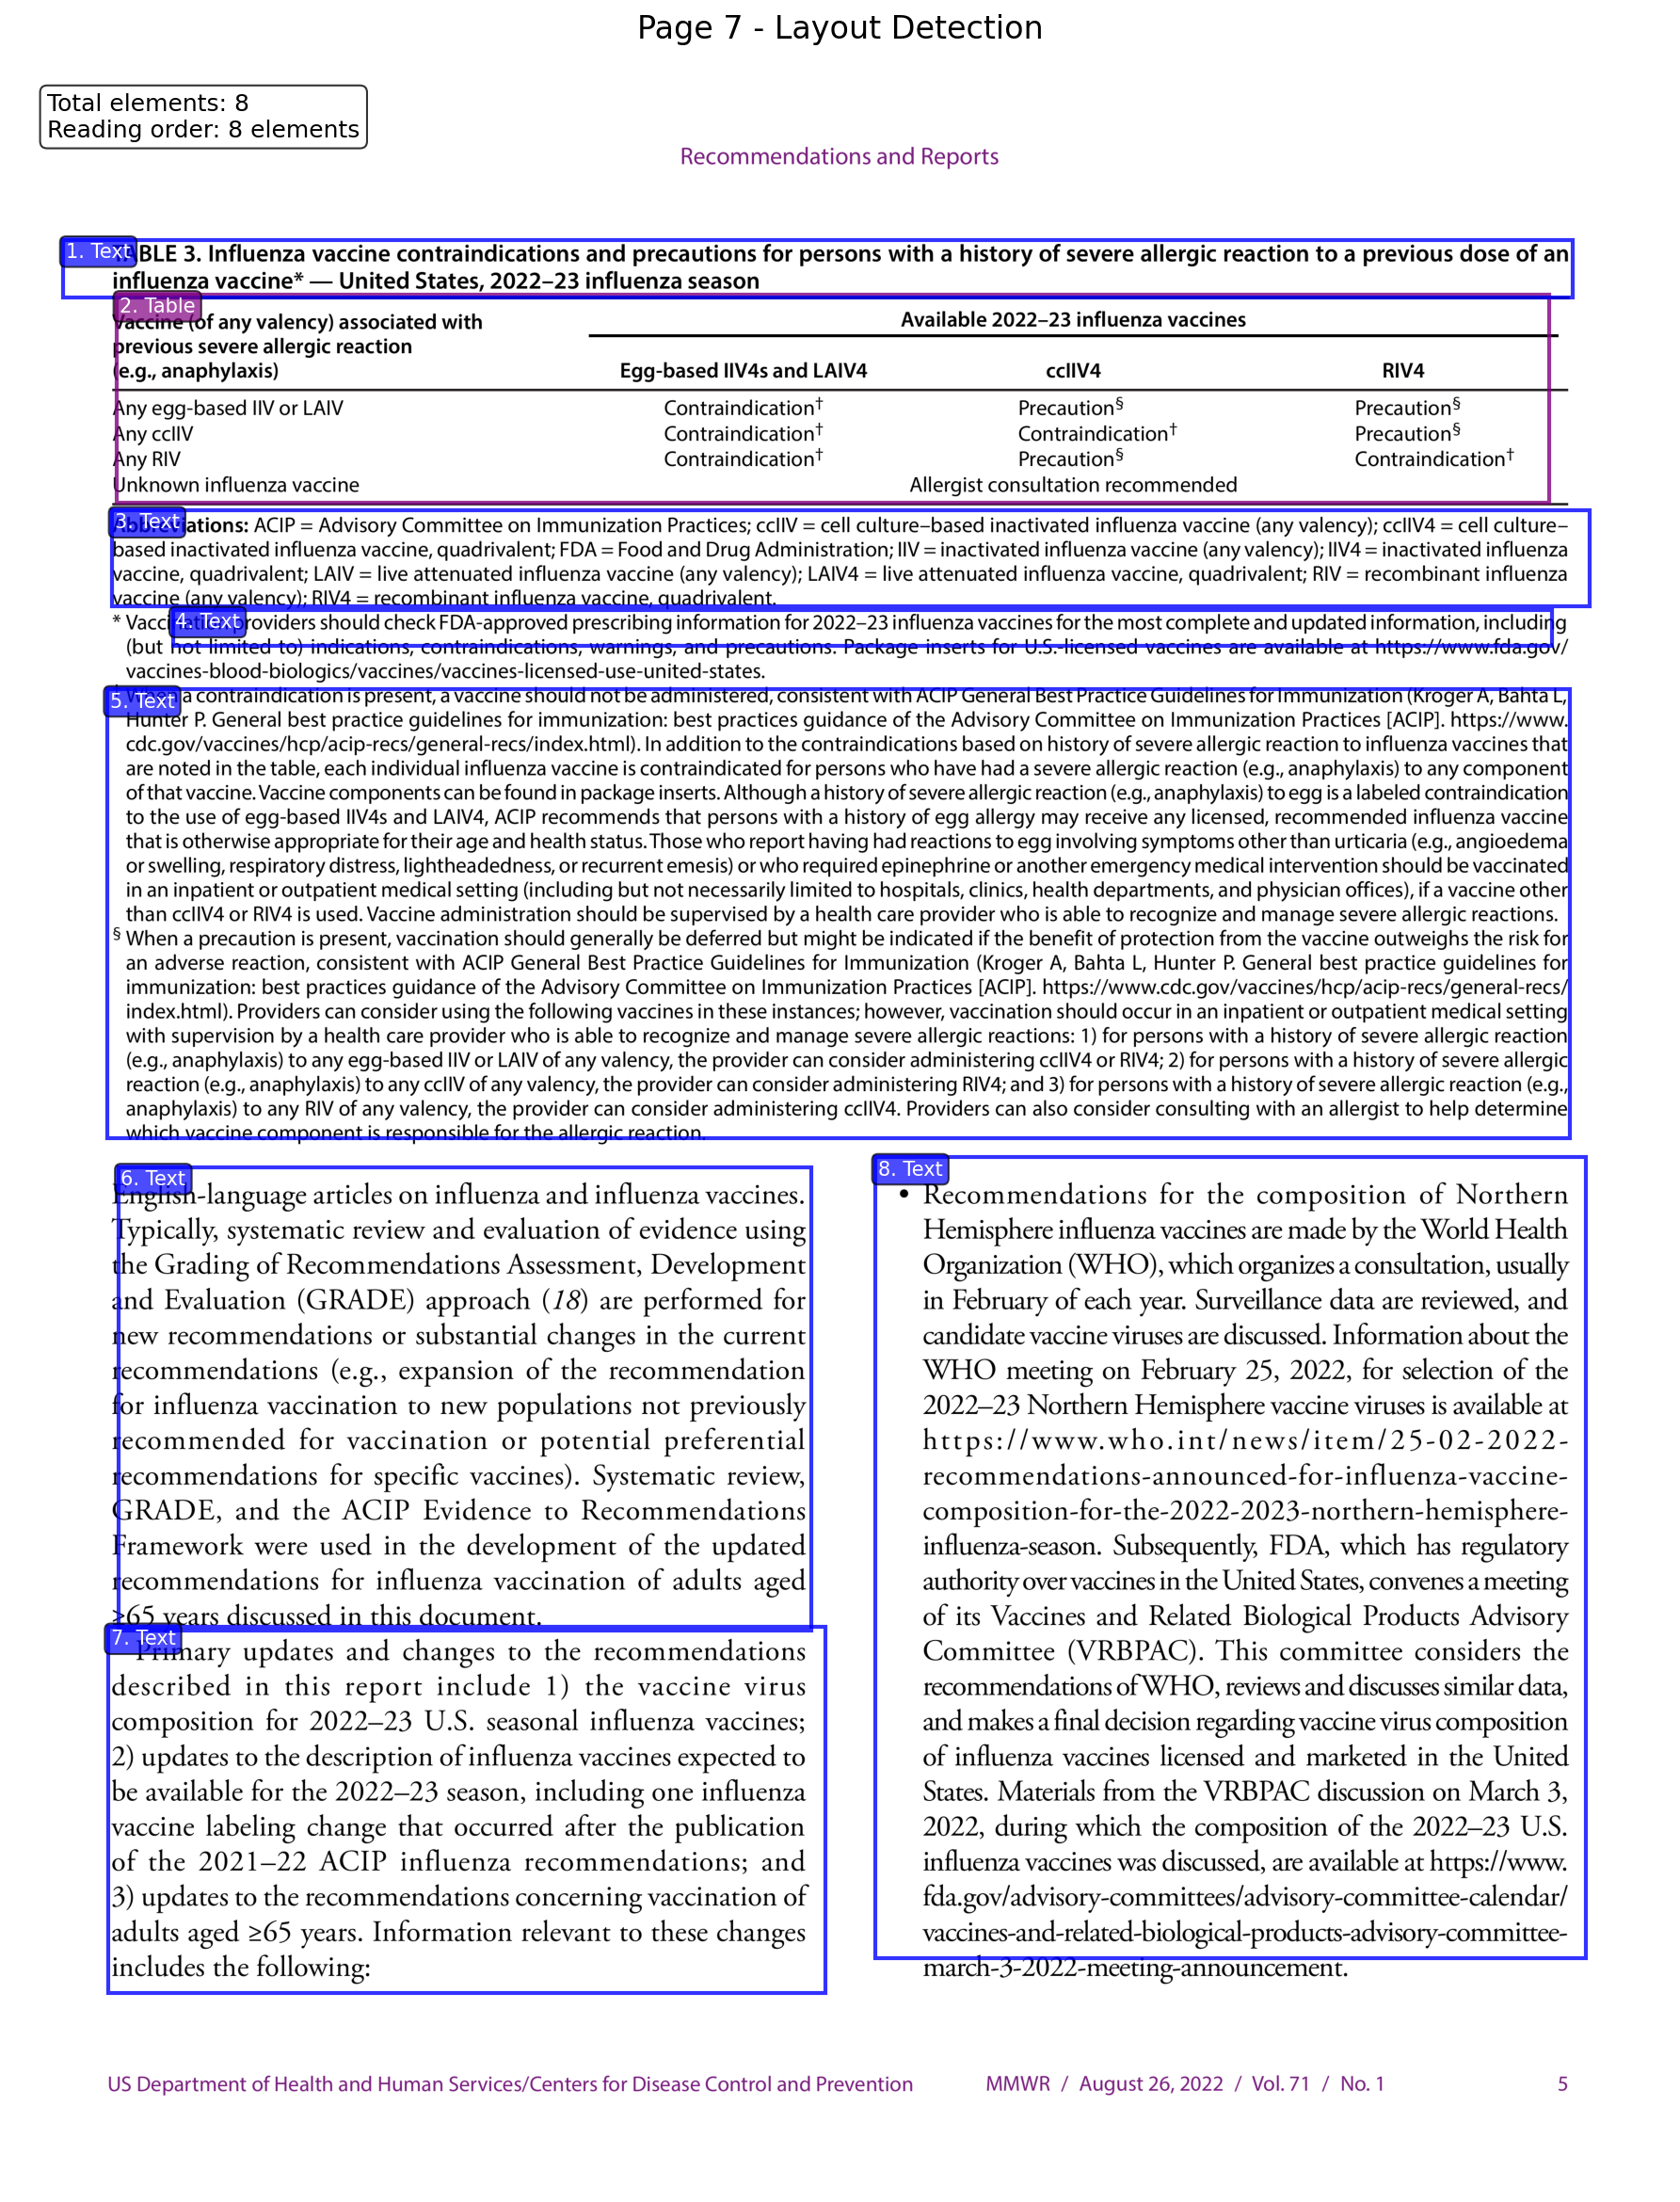 Page 7 - Layout Detection
Total elements: 8
Reading order: 8 elements
Recommendations and Reports
1. Text
TABLE 3. Influenza vaccine contraindications and precautions for persons with a history of severe allergic reaction to a previous dose of an
influenza vaccine* — United States, 2022–23 influenza season
2. Table
Vaccine (of any valency) associated with
previous severe allergic reaction
(e.g., anaphylaxis)
Available 2022–23 influenza vaccines
Egg-based IIV4s and LAIV4 ccIIV4 RIV4
Any egg-based IIV or LAIV Contraindication† Precaution§ Precaution§
Any ccIIV Contraindication† Contraindication† Precaution§
Any RIV Contraindication† Precaution§ Contraindication†
Unknown influenza vaccine Allergist consultation recommended
3. Text
Abbreviations: ACIP = Advisory Committee on Immunization Practices; ccIIV = cell culture–based inactivated influenza vaccine (any valency); ccIIV4 = cell culture–
based inactivated influenza vaccine, quadrivalent; FDA = Food and Drug Administration; IIV = inactivated influenza vaccine (any valency); IIV4 = inactivated influenza
vaccine, quadrivalent; LAIV = live attenuated influenza vaccine (any valency); LAIV4 = live attenuated influenza vaccine, quadrivalent; RIV = recombinant influenza
vaccine (any valency); RIV4 = recombinant influenza vaccine, quadrivalent.
4. Text
* Vaccination providers should check FDA-approved prescribing information for 2022–23 influenza vaccines for the most complete and updated information, including
(but not limited to) indications, contraindications, warnings, and precautions. Package inserts for U.S.-licensed vaccines are available at https://www.fda.gov/
vaccines-blood-biologics/vaccines/vaccines-licensed-use-united-states.
5. Text
† When a contraindication is present, a vaccine should not be administered, consistent with ACIP General Best Practice Guidelines for Immunization (Kroger A, Bahta L,
Hunter P. General best practice guidelines for immunization: best practices guidance of the Advisory Committee on Immunization Practices [ACIP]. https://www.
cdc.gov/vaccines/hcp/acip-recs/general-recs/index.html). In addition to the contraindications based on history of severe allergic reaction to influenza vaccines that
are noted in the table, each individual influenza vaccine is contraindicated for persons who have had a severe allergic reaction (e.g., anaphylaxis) to any component
of that vaccine. Vaccine components can be found in package inserts. Although a history of severe allergic reaction (e.g., anaphylaxis) to egg is a labeled contraindication
to the use of egg-based IIV4s and LAIV4, ACIP recommends that persons with a history of egg allergy may receive any licensed, recommended influenza vaccine
that is otherwise appropriate for their age and health status. Those who report having had reactions to egg involving symptoms other than urticaria (e.g., angioedema
or swelling, respiratory distress, lightheadedness, or recurrent emesis) or who required epinephrine or another emergency medical intervention should be vaccinated
in an inpatient or outpatient medical setting (including but not necessarily limited to hospitals, clinics, health departments, and physician offices), if a vaccine other
than ccIIV4 or RIV4 is used. Vaccine administration should be supervised by a health care provider who is able to recognize and manage severe allergic reactions.
§ When a precaution is present, vaccination should generally be deferred but might be indicated if the benefit of protection from the vaccine outweighs the risk for
an adverse reaction, consistent with ACIP General Best Practice Guidelines for Immunization (Kroger A, Bahta L, Hunter P. General best practice guidelines for
immunization: best practices guidance of the Advisory Committee on Immunization Practices [ACIP]. https://www.cdc.gov/vaccines/hcp/acip-recs/general-recs/
index.html). Providers can consider using the following vaccines in these instances; however, vaccination should occur in an inpatient or outpatient medical setting
with supervision by a health care provider who is able to recognize and manage severe allergic reactions: 1) for persons with a history of severe allergic reaction
(e.g., anaphylaxis) to any egg-based IIV or LAIV of any valency, the provider can consider administering ccIIV4 or RIV4; 2) for persons with a history of severe allergic
reaction (e.g., anaphylaxis) to any ccIIV of any valency, the provider can consider administering RIV4; and 3) for persons with a history of severe allergic reaction (e.g.,
anaphylaxis) to any RIV of any valency, the provider can consider administering ccIIV4. Providers can also consider consulting with an allergist to help determine
which vaccine component is responsible for the allergic reaction.
6. Text
English-language articles on influenza and influenza vaccines.
Typically, systematic review and evaluation of evidence using
the Grading of Recommendations Assessment, Development
and Evaluation (GRADE) approach (18) are performed for
new recommendations or substantial changes in the current
recommendations (e.g., expansion of the recommendation
for influenza vaccination to new populations not previously
recommended for vaccination or potential preferential
recommendations for specific vaccines). Systematic review,
GRADE, and the ACIP Evidence to Recommendations
Framework were used in the development of the updated
recommendations for influenza vaccination of adults aged
≥65 years discussed in this document.
7. Text
Primary updates and changes to the recommendations
described in this report include 1) the vaccine virus
composition for 2022–23 U.S. seasonal influenza vaccines;
2) updates to the description of influenza vaccines expected to
be available for the 2022–23 season, including one influenza
vaccine labeling change that occurred after the publication
of the 2021–22 ACIP influenza recommendations; and
3) updates to the recommendations concerning vaccination of
adults aged ≥65 years. Information relevant to these changes
includes the following:
8. Text
• Recommendations for the composition of Northern
Hemisphere influenza vaccines are made by the World Health
Organization (WHO), which organizes a consultation, usually
in February of each year. Surveillance data are reviewed, and
candidate vaccine viruses are discussed. Information about the
WHO meeting on February 25, 2022, for selection of the
2022–23 Northern Hemisphere vaccine viruses is available at
https://www.who.int/news/item/25-02-2022-
recommendations-announced-for-influenza-vaccine-
composition-for-the-2022-2023-northern-hemisphere-
influenza-season. Subsequently, FDA, which has regulatory
authority over vaccines in the United States, convenes a meeting
of its Vaccines and Related Biological Products Advisory
Committee (VRBPAC). This committee considers the
recommendations of WHO, reviews and discusses similar data,
and makes a final decision regarding vaccine virus composition
of influenza vaccines licensed and marketed in the United
States. Materials from the VRBPAC discussion on March 3,
2022, during which the composition of the 2022–23 U.S.
influenza vaccines was discussed, are available at https://www.
fda.gov/advisory-committees/advisory-committee-calendar/
vaccines-and-related-biological-products-advisory-committee-
march-3-2022-meeting-announcement.
US Department of Health and Human Services/Centers for Disease Control and Prevention MMWR / August 26, 2022 / Vol. 71 / No. 1 5